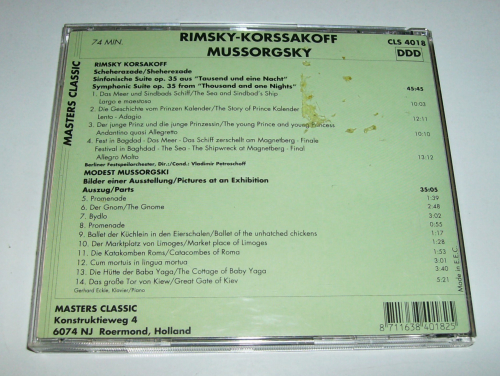 74 MIN.
RIMSKY-KORSSAKOFF
MUSSORGSKY
CLS 4018
DDD
MASTERS CLASSIC
RIMSKY KORSSAKOFF
Scheherazade/Sheherezade
Sinfonische Suite op. 35 aus "Tausend und eine Nacht"
Symphonic Suite op. 35 from "Thousand and one Nights" 45:45
1. Das Meer und Sindbads Schiff/The Sea and Sindbad's Ship
Largo e maestoso 10:03
2. Die Geschichte vom Prinzen Kalender/The Story of Prince Kalender
Lento - Adagio 12:11
3. Der junge Prinz und die junge Prinzessin/The young Prince and young Princess
Andantino quasi Allegretto 10:10
4. Fest in Bagdad - Das Meer - Das Schiff zerschellt am Magnetberg - Finale
Festival in Baghdad - The Sea - The Shipwreck at Magnetberg - Final
Allegro Molto 13:12
Berliner Festspielorchester, Dir.:/Cond.: Vladimir Petroschoff
MODEST MUSSORGSKI
Bilder einer Ausstellung/Pictures at an Exhibition
Auszug/Parts 35:05
5. Promenade 1:39
6. Der Gnom/The Gnome 2:48
7. Bydlo 3:02
8. Promenade 0:55
9. Ballet der Küchlein in den Eierschalen/Ballet of the unhatched chickens 1:17
10. Der Marktplatz von Limoges/Market place of Limoges 1:28
11. Die Katakomben Roms/Catacombes of Roma 1:53
12. Cum mortuis in lingua mortua 3:01
13. Die Hütte der Baba Yaga/The Cottage of Baby Yaga 3:40
14. Das große Tor von Kiew/Great Gate of Kiev 5:21
Gerhard Eckle, Klavier/Piano
Made in E.E.C.
MASTERS CLASSIC
Konstruktieweg 4
6074 NJ Roermond, Holland
8 711638 401825